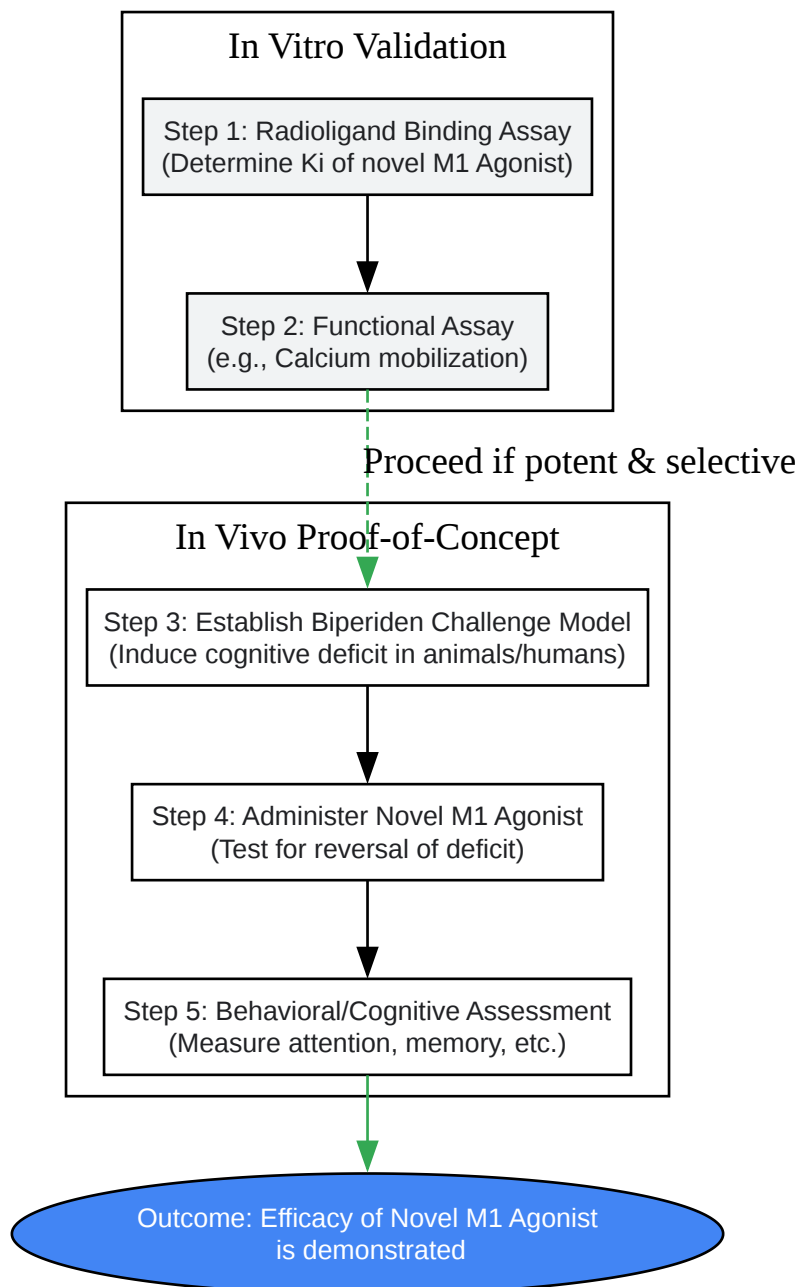 In Vitro Validation
Step 1: Radioligand Binding Assay
(Determine Ki of novel M1 Agonist)
Step 2: Functional Assay
(e.g., Calcium mobilization)
Proceed if potent & selective
In Vivo Proof-of-Concept
Step 3: Establish Biperiden Challenge Model
(Induce cognitive deficit in animals/humans)
Step 4: Administer Novel M1 Agonist
(Test for reversal of deficit)
Step 5: Behavioral/Cognitive Assessment
(Measure attention, memory, etc.)
Outcome: Efficacy of Novel M1 Agonist
is demonstrated